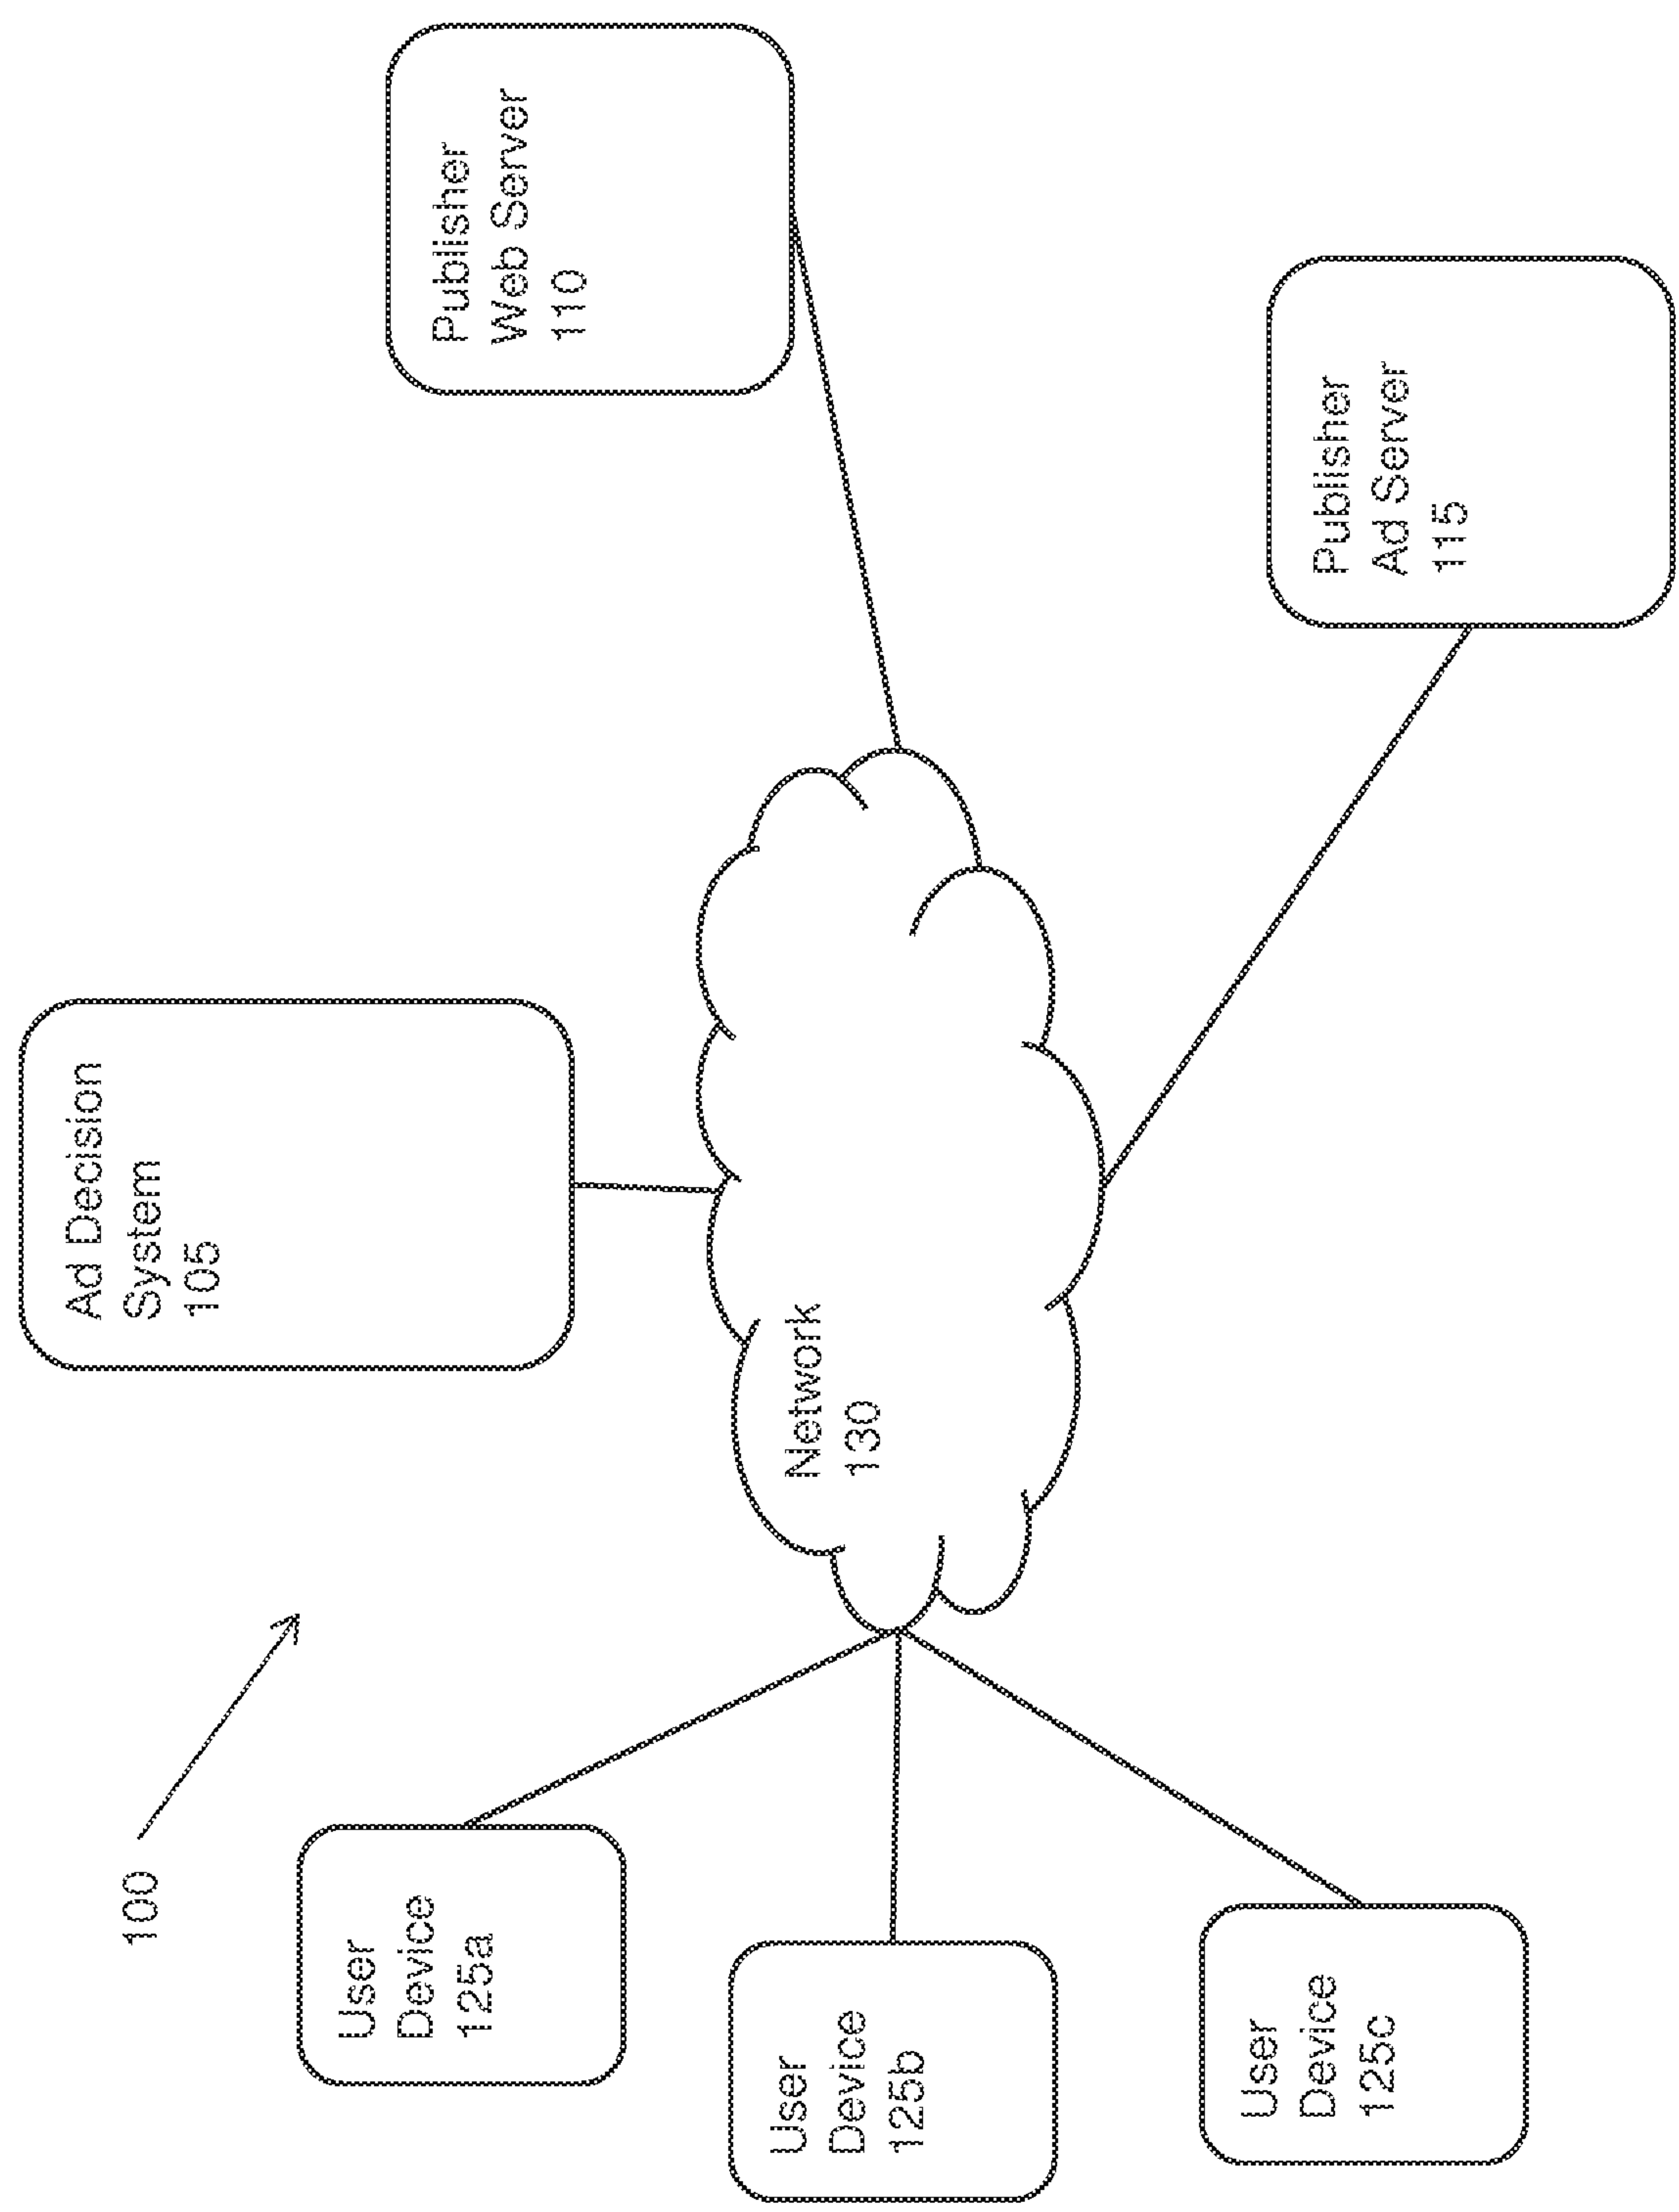 100
Ad Decision
System
105
Publisher
Web Server
110
User
Device
125a
Network
130
User
Device
125b
Publisher
Ad Server
115
User
Device
125c